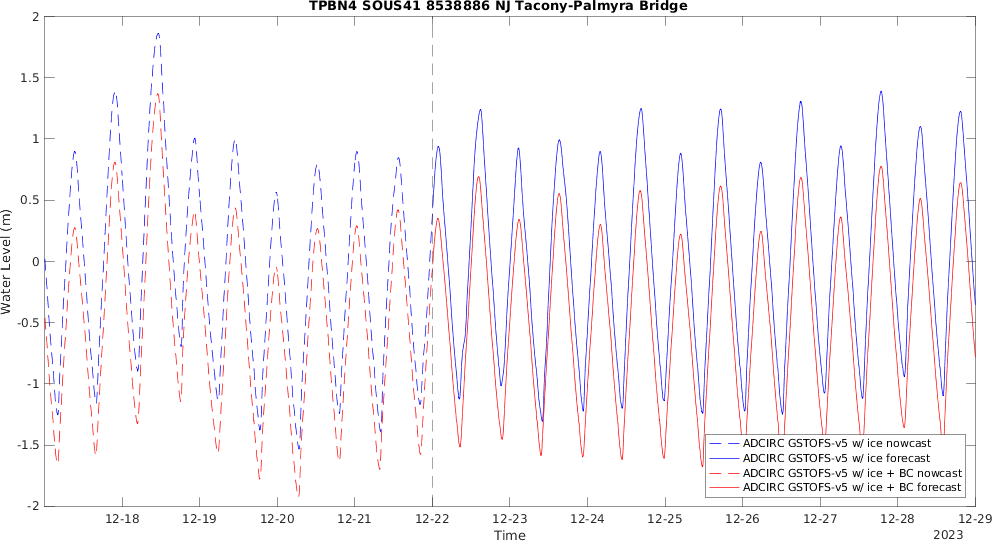 TPBN4 SOUS41 8538886 NJ Tacony-Palmyra Bridge
2
1.5
1
0.5
0
-0.5
-1
-1.5
-2
Water Level (m)
ADCIRC GSTOFS-v5 w/ ice nowcast
ADCIRC GSTOFS-v5 w/ ice forecast
ADCIRC GSTOFS-v5 w/ ice + BC nowcast
ADCIRC GSTOFS-v5 w/ ice + BC forecast
12-18 12-19 12-20 12-21 12-22 12-23 12-24 12-25 12-26 12-27 12-28 12-29
Time
2023